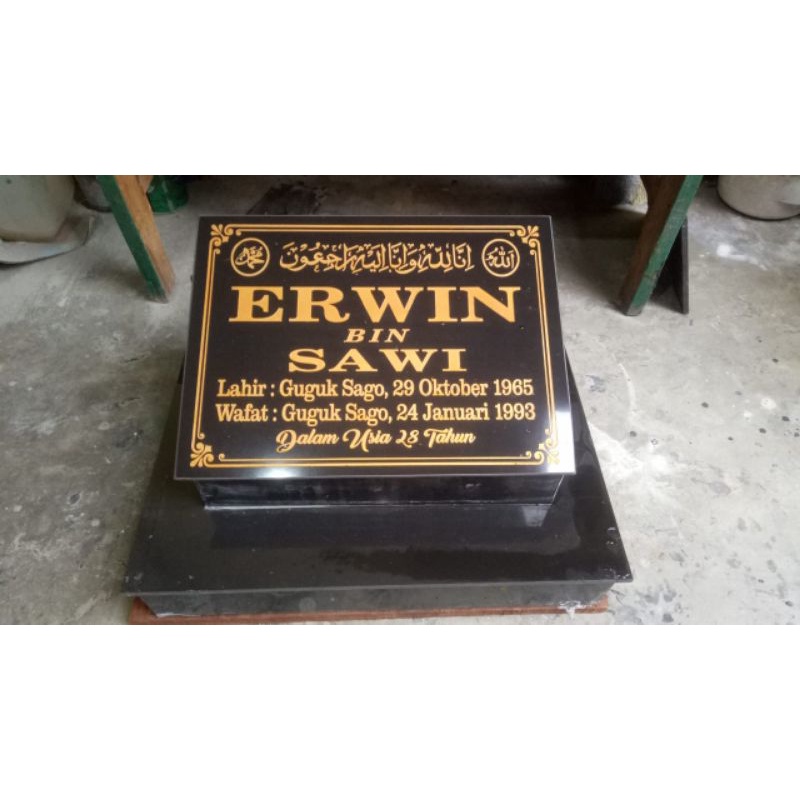 محمد إنا لله وإنا إليه راجعون الله
ERWIN
BIN
SAWI
Lahir : Guguk Sago, 29 Oktober 1965
Wafat : Guguk Sago, 24 Januari 1993
Dalam Usia 28 Tahun